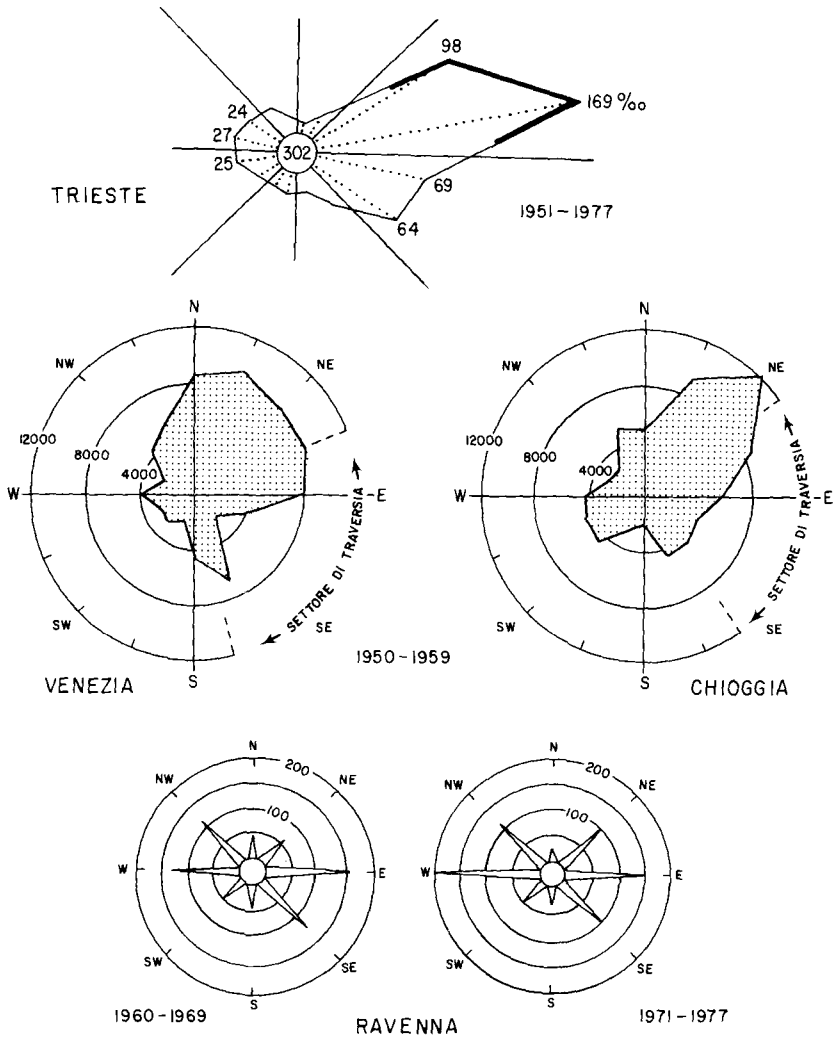 98
169 ‰
24
27
25
302
69
64
TRIESTE
1951-1977
N
NW
NE
12000
8000
4000
W
E
SETTORE DI TRAVERSIA
SW
SE
S
VENEZIA
N
NE
NW
12000
8000
4000
W
E
SETTORE DI TRAVERSIA
SW
SE
S
CHIOGGIA
1950-1959
N
200
NW
NE
100
W
E
SW
SE
S
1960-1969
N
200
NW
NE
100
W
E
SW
SE
S
1971-1977
RAVENNA